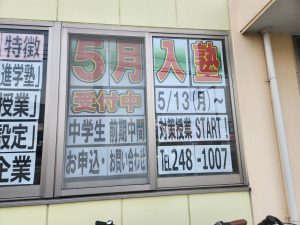 特徴
進学塾」
授業」
設定」
企業
5月入塾
受付中
5/13(月)~
中学生 前期中間
対策授業 START!
お申込・お問い合わせ
TEL 248-1007